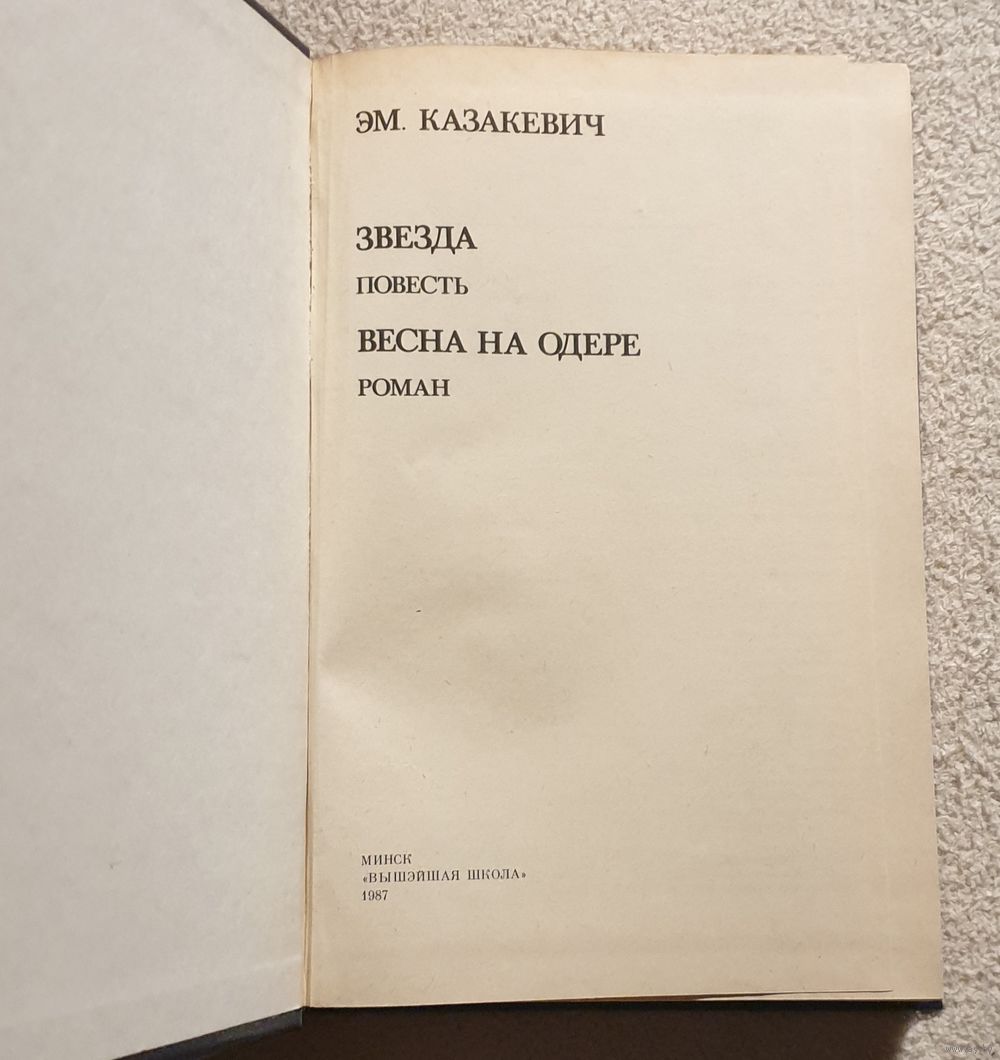 ЭМ. КАЗАКЕВИЧ
ЗВЕЗДА
ПОВЕСТЬ
ВЕСНА НА ОДЕРЕ
РОМАН
МИНСК
«ВЫШЭЙШАЯ ШКОЛА»
1987